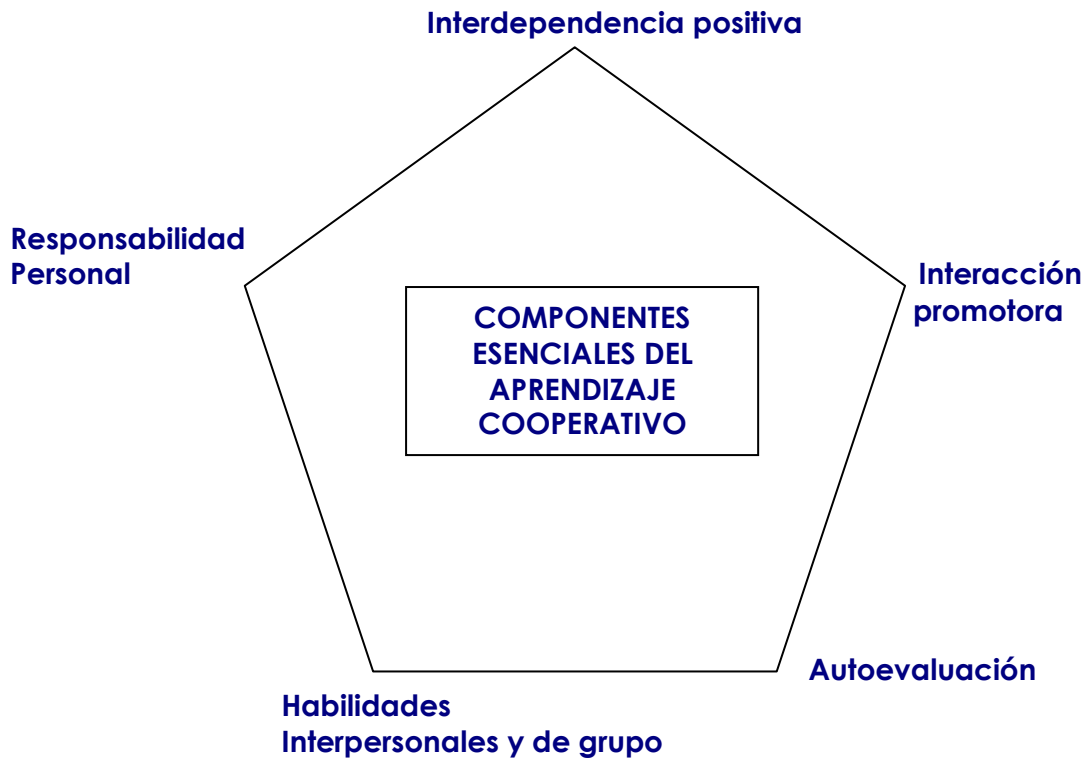 Interdependencia positiva
Responsabilidad
Personal
Interacción
promotora
COMPONENTES
ESENCIALES DEL
APRENDIZAJE
COOPERATIVO
Autoevaluación
Habilidades
Interpersonales y de grupo